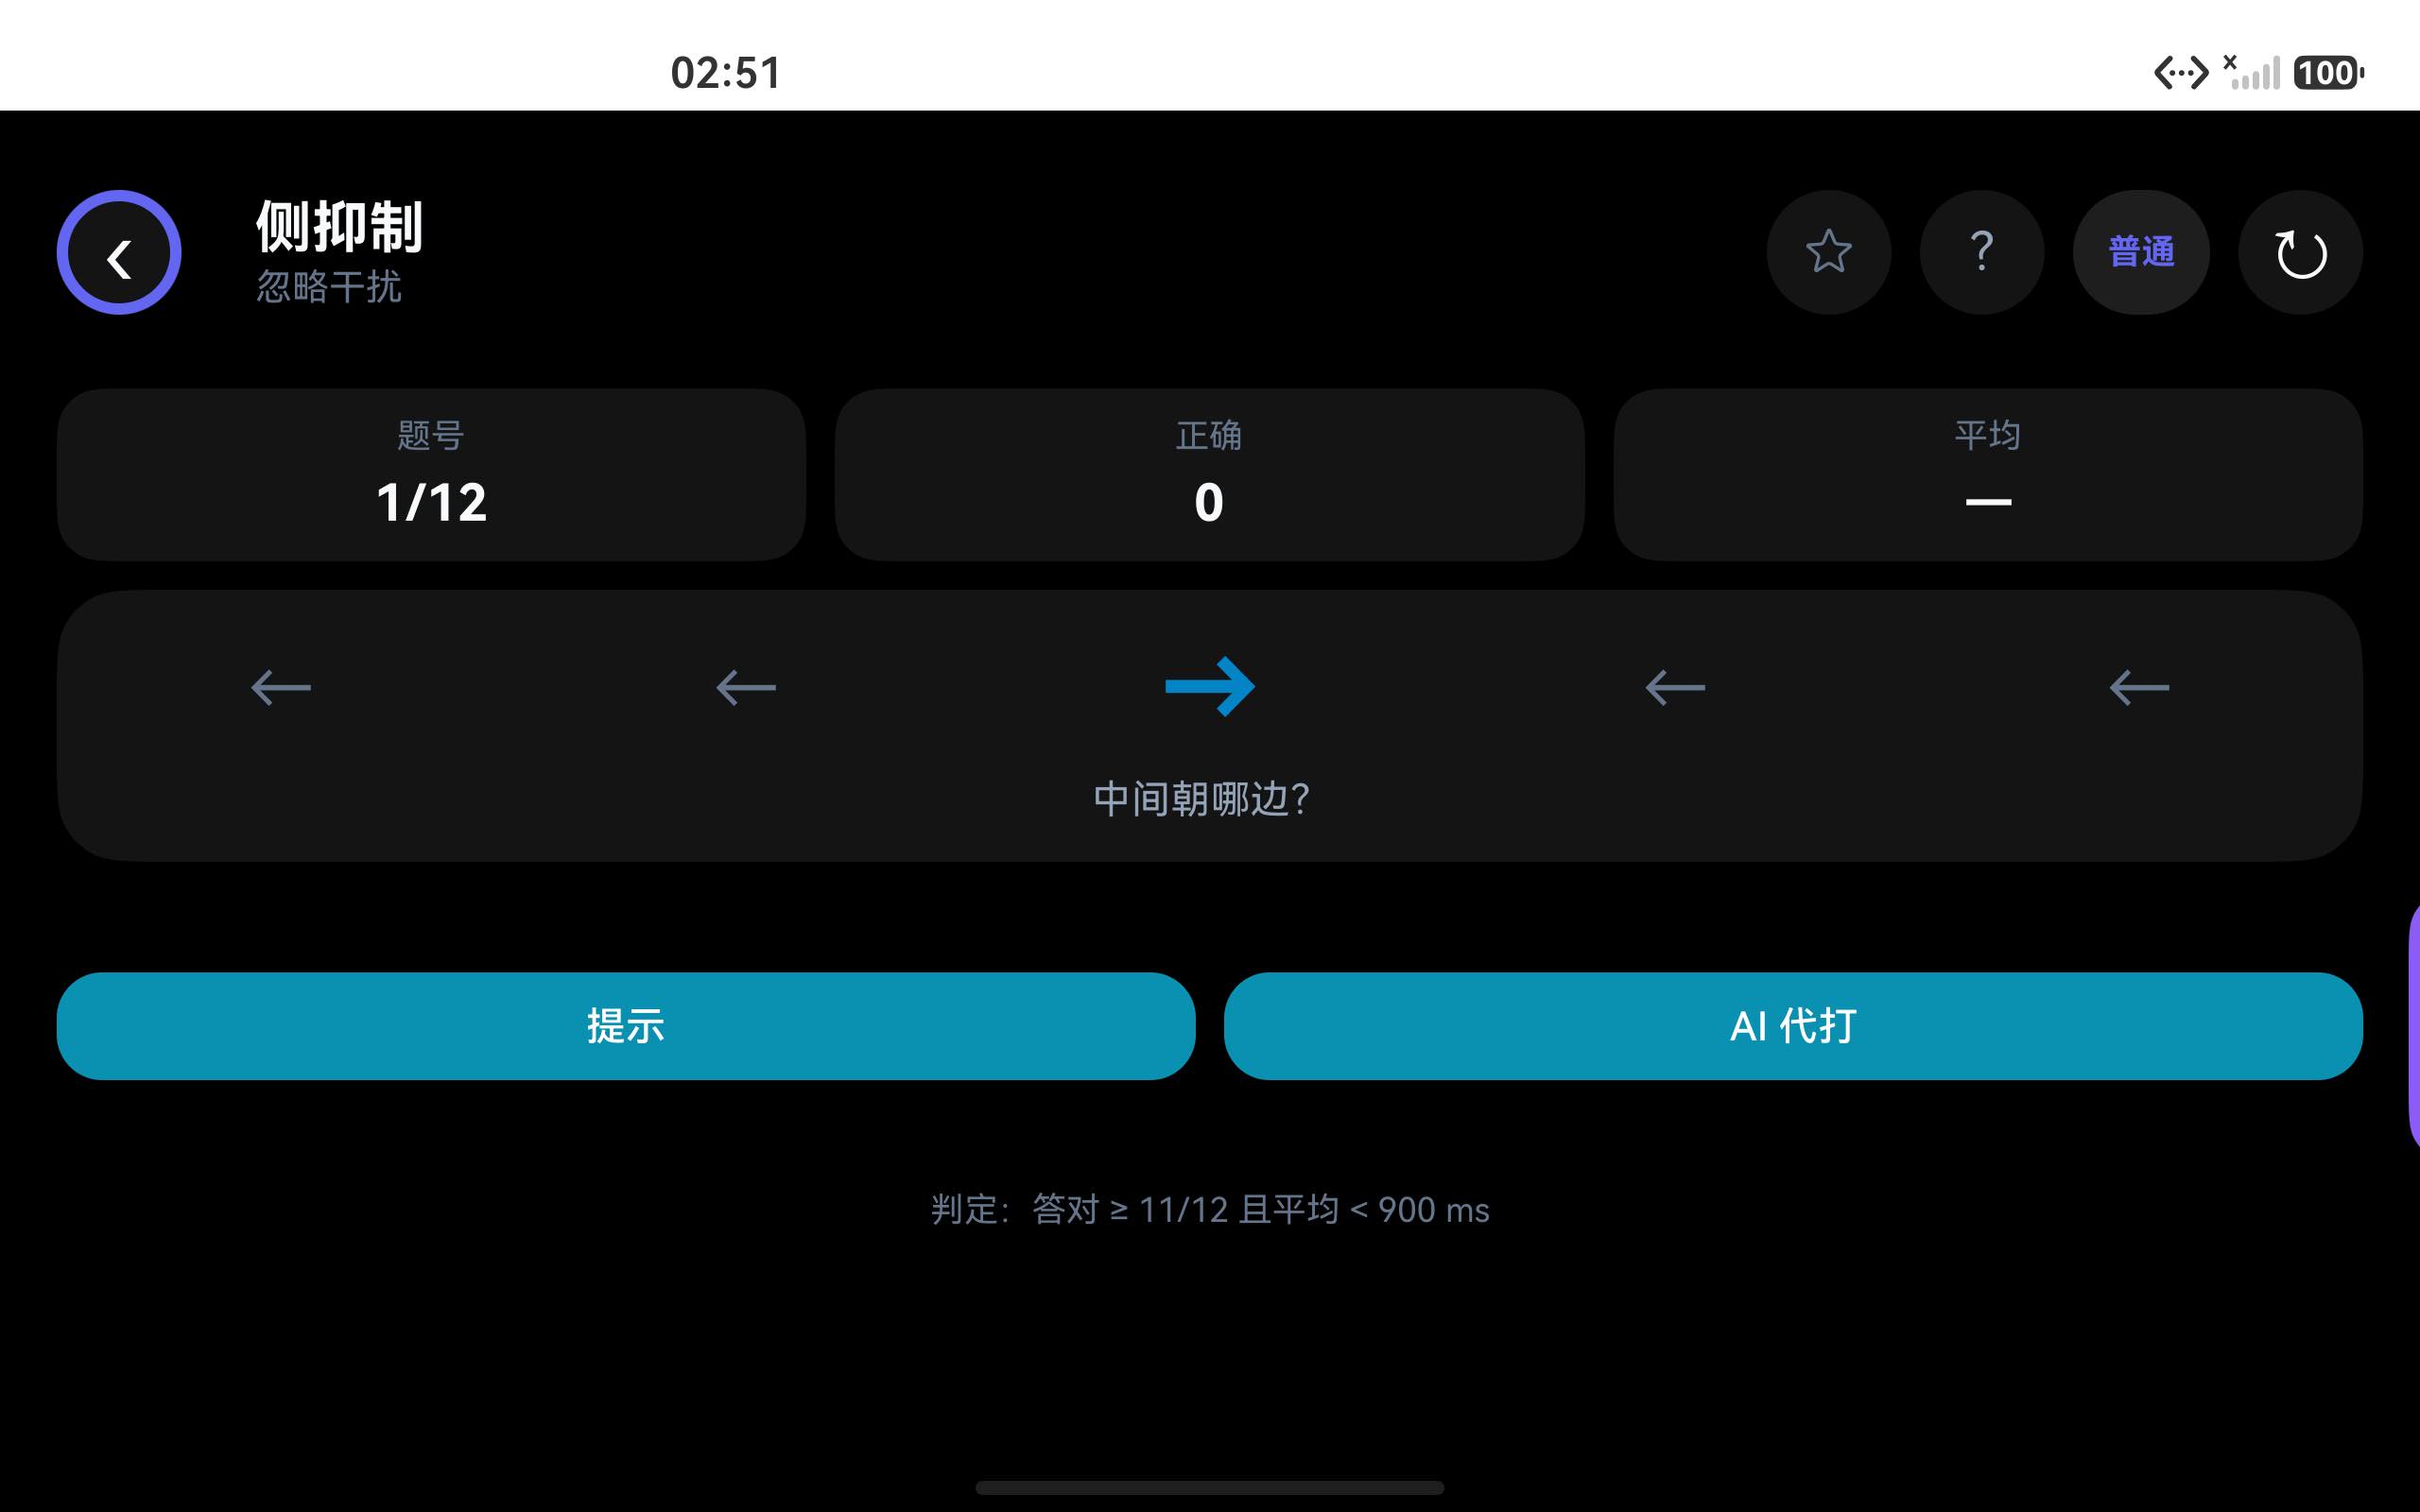 02:51
100
侧抑制
忽略干扰
?
普通
题号
正确
平均
1/12
0
—
← ← → ← ←
中间朝哪边?
提示
AI 代打
判定：答对 ≥ 11/12 且平均 < 900 ms